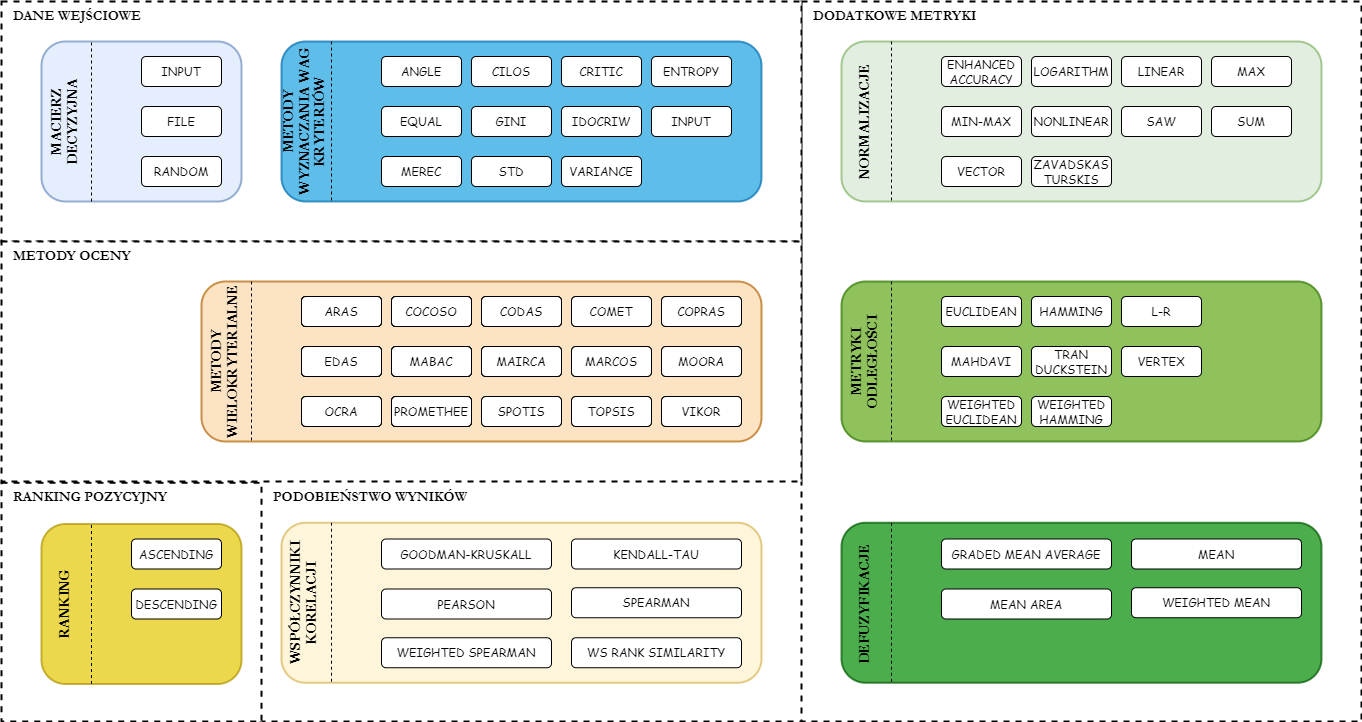 DANE WEJŚCIOWE
MACIERZ
DECYZYJNA
INPUT
FILE
RANDOM
METODY
WYZNACZANIA WAG
KRYTERIÓW
ANGLE
CILOS
CRITIC
ENTROPY
EQUAL
GINI
IDOCRIW
INPUT
MEREC
STD
VARIANCE
METODY OCENY
METODY
WIELOKRYTERIALNE
ARAS
COCOSO
CODAS
COMET
COPRAS
EDAS
MABAC
MAIRCA
MARCOS
MOORA
OCRA
PROMETHEE
SPOTIS
TOPSIS
VIKOR
RANKING POZYCYJNY
RANKING
ASCENDING
DESCENDING
PODOBIEŃSTWO WYNIKÓW
WSPÓŁCZYNNIKI
KORELACJI
GOODMAN-KRUSKALL
KENDALL-TAU
PEARSON
SPEARMAN
WEIGHTED SPEARMAN
WS RANK SIMILARITY
DODATKOWE METRYKI
NORMALIZACJE
ENHANCED
ACCURACY
LOGARITHM
LINEAR
MAX
MIN-MAX
NONLINEAR
SAW
SUM
VECTOR
ZAVADSKAS
TURSKIS
METRYKI
ODLEGŁOŚCI
EUCLIDEAN
HAMMING
L-R
MAHDAVI
TRAN
DUCKSTEIN
VERTEX
WEIGHTED
EUCLIDEAN
WEIGHTED
HAMMING
DEFUZYFIKACJE
GRADED MEAN AVERAGE
MEAN
MEAN AREA
WEIGHTED MEAN